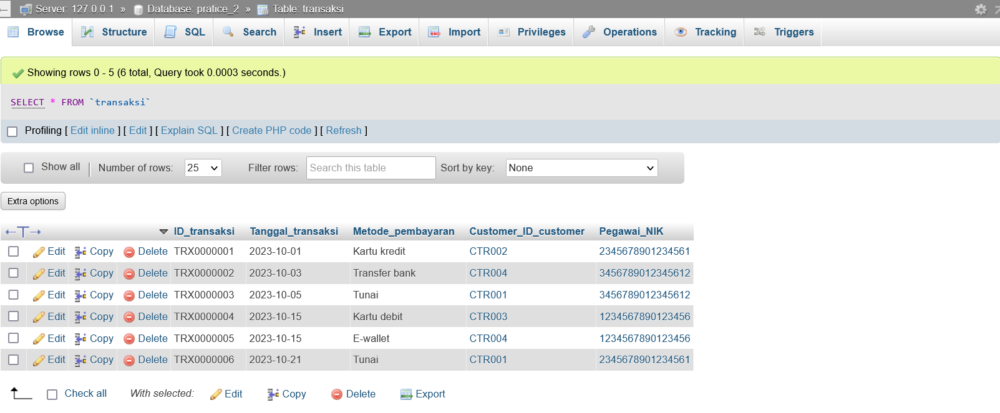 Server: 127.0.0.1 » Database: pratice_2 » Table: transaksi
Browse Structure SQL Search Insert Export Import Privileges Operations Tracking Triggers
Showing rows 0 - 5 (6 total, Query took 0.0003 seconds.)
SELECT * FROM `transaksi`
Profiling [ Edit inline ] [ Edit ] [ Explain SQL ] [ Create PHP code ] [ Refresh ]
Show all Number of rows: 25 Filter rows: Search this table Sort by key: None
Extra options
ID_transaksi Tanggal_transaksi Metode_pembayaran Customer_ID_customer Pegawai_NIK
Edit Copy Delete TRX0000001 2023-10-01 Kartu kredit CTR002 2345678901234561
Edit Copy Delete TRX0000002 2023-10-03 Transfer bank CTR004 3456789012345612
Edit Copy Delete TRX0000003 2023-10-05 Tunai CTR001 3456789012345612
Edit Copy Delete TRX0000004 2023-10-15 Kartu debit CTR003 1234567890123456
Edit Copy Delete TRX0000005 2023-10-15 E-wallet CTR004 1234567890123456
Edit Copy Delete TRX0000006 2023-10-21 Tunai CTR001 2345678901234561
Check all With selected: Edit Copy Delete Export